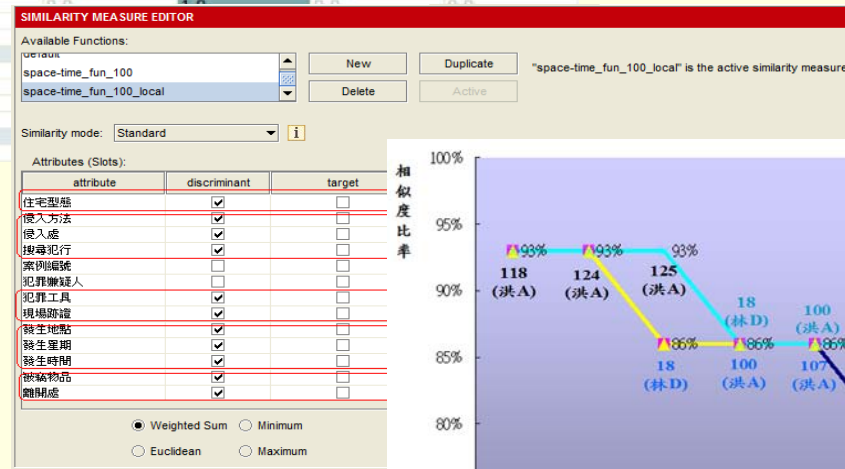 SIMILARITY MEASURE EDITOR
Available Functions:
default
space-time_fun_100
space-time_fun_100_local
New
Duplicate
Delete
Active
"space-time_fun_100_local" is the active similarity measure
Similarity mode: Standard
Attributes (Slots):
attribute discriminant target
住宅型態
侵入方法
侵入處
搜尋犯行
案例編號
犯罪嫌疑人
犯罪工具
現場跡證
發生地點
發生星期
發生時間
被竊物品
離開處
Weighted Sum Minimum
Euclidean Maximum
相似度比率
100%
95%
90%
85%
80%
93% 93% 93%
118
(洪A)
124
(洪A)
125
(洪A)
18
(林D)
100
(洪A)
86% 86% 86%
18
(林D)
100
(洪A)
107
(洪A)